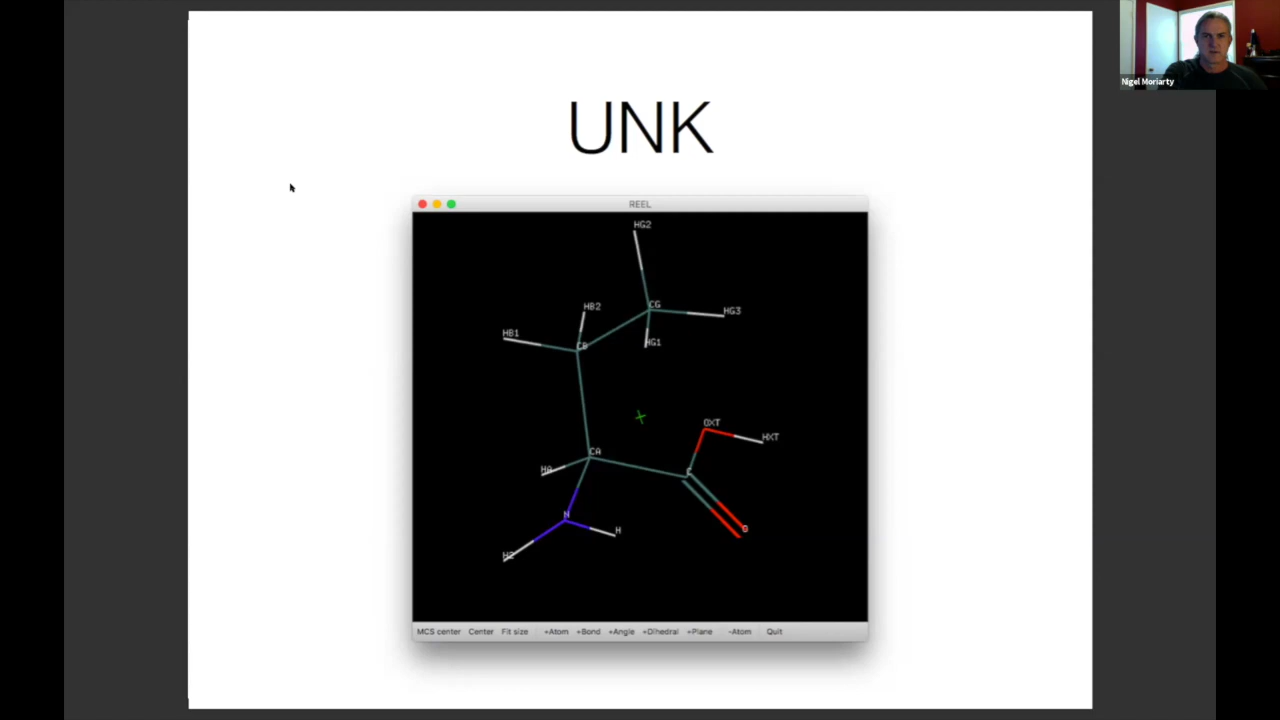 Nigel Moriarty
UNK
REEL
HG2
HB2
CG
HG3
HB1
HG1
CB
OXT
HXT
CA
HA
C
N
H
O
H2
MCS center Center Fit size +Atom +Bond +Angle +Dihedral +Plane -Atom Quit